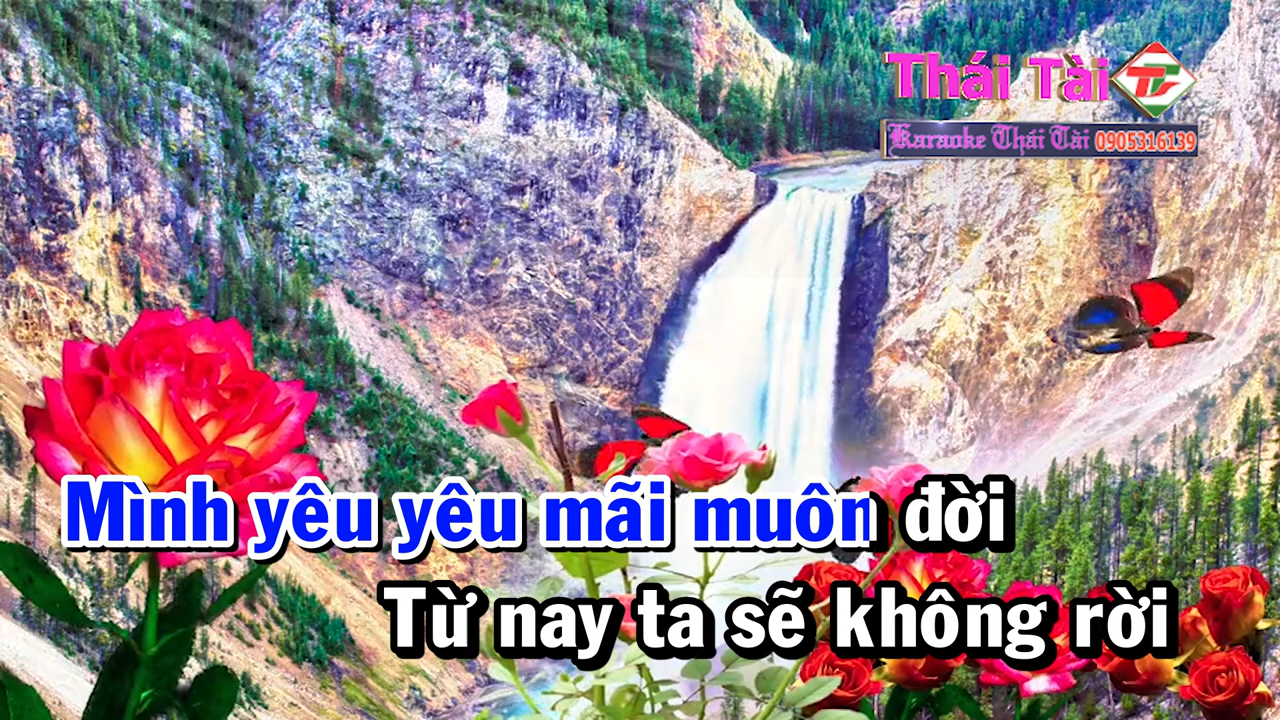 Thái Tài
Karaoke Thái Tài 0905316139
Mình yêu yêu mãi muôn đời
Từ nay ta sẽ không rời